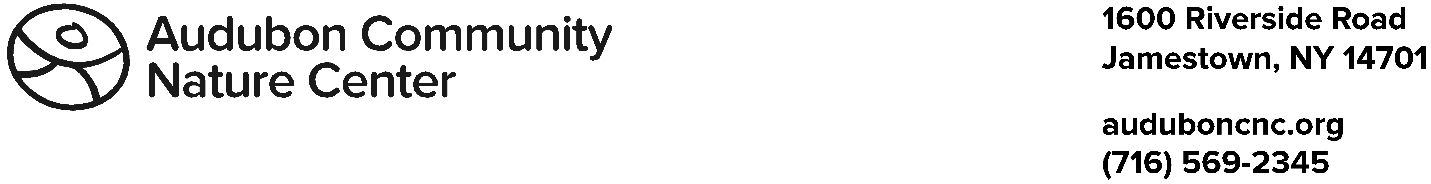 Audubon Community
Nature Center
1600 Riverside Road
Jamestown, NY 14701
auduboncnc.org
(716) 569-2345